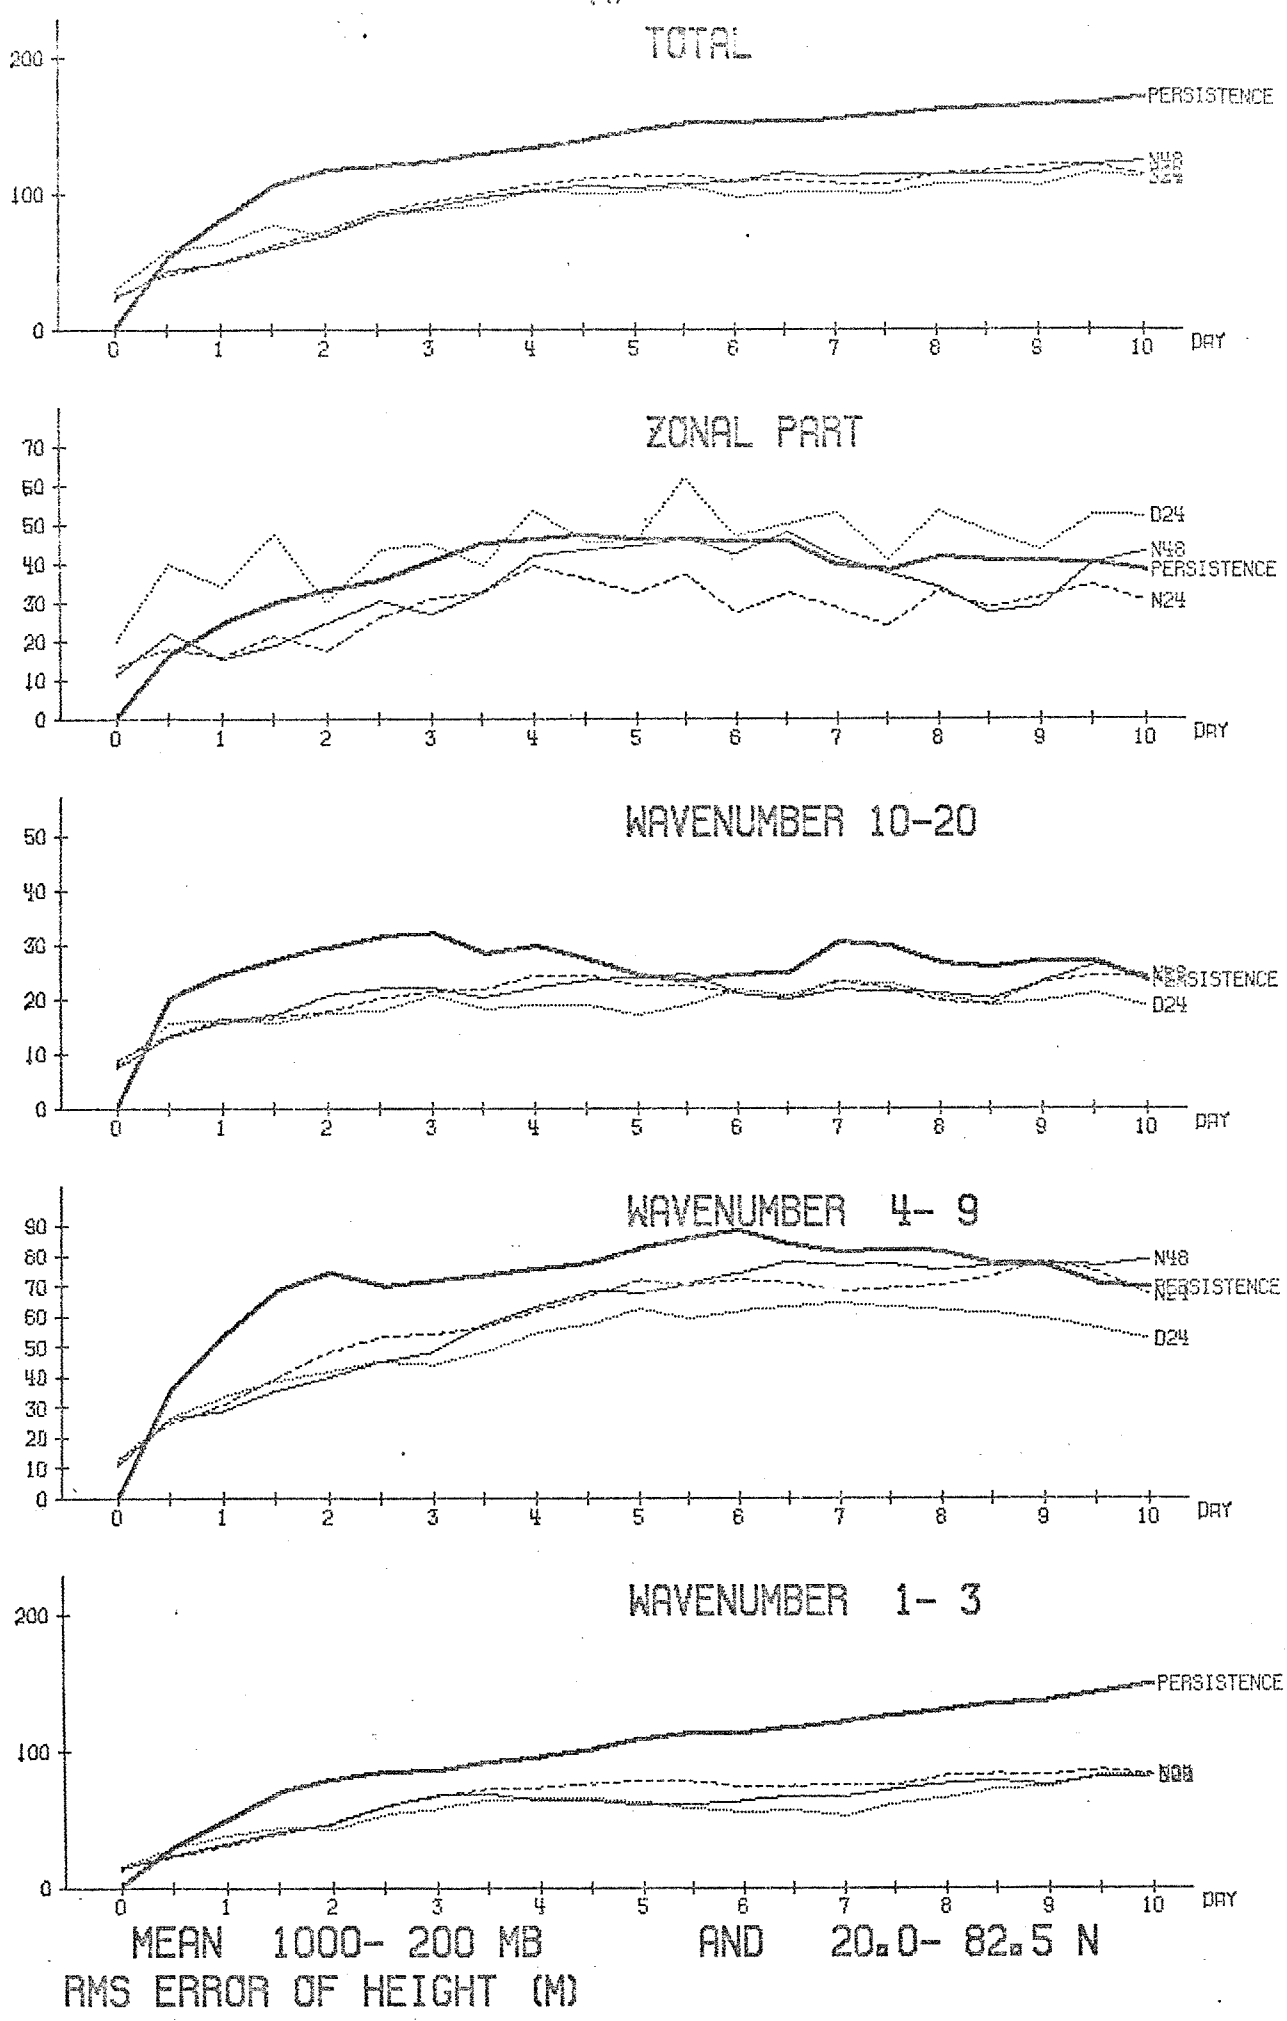 TOTAL
200
100
0
PERSISTENCE
N48
0 1 2 3 4 5 6 7 8 9 10 DAY
ZONAL PART
70
60
50
40
30
20
10
0
D24
N48
PERSISTENCE
N24
0 1 2 3 4 5 6 7 8 9 10 DAY
WAVENUMBER 10-20
50
40
30
20
10
0
PERSISTENCE
D24
0 1 2 3 4 5 6 7 8 9 10 DAY
WAVENUMBER 4- 9
90
80
70
60
50
40
30
20
10
0
N48
PERSISTENCE
N24
D24
0 1 2 3 4 5 6 7 8 9 10 DAY
WAVENUMBER 1- 3
200
100
0
PERSISTENCE
0 1 2 3 4 5 6 7 8 9 10 DAY
MEAN 1000- 200 MB AND 20.0- 82.5 N
RMS ERROR OF HEIGHT (M)